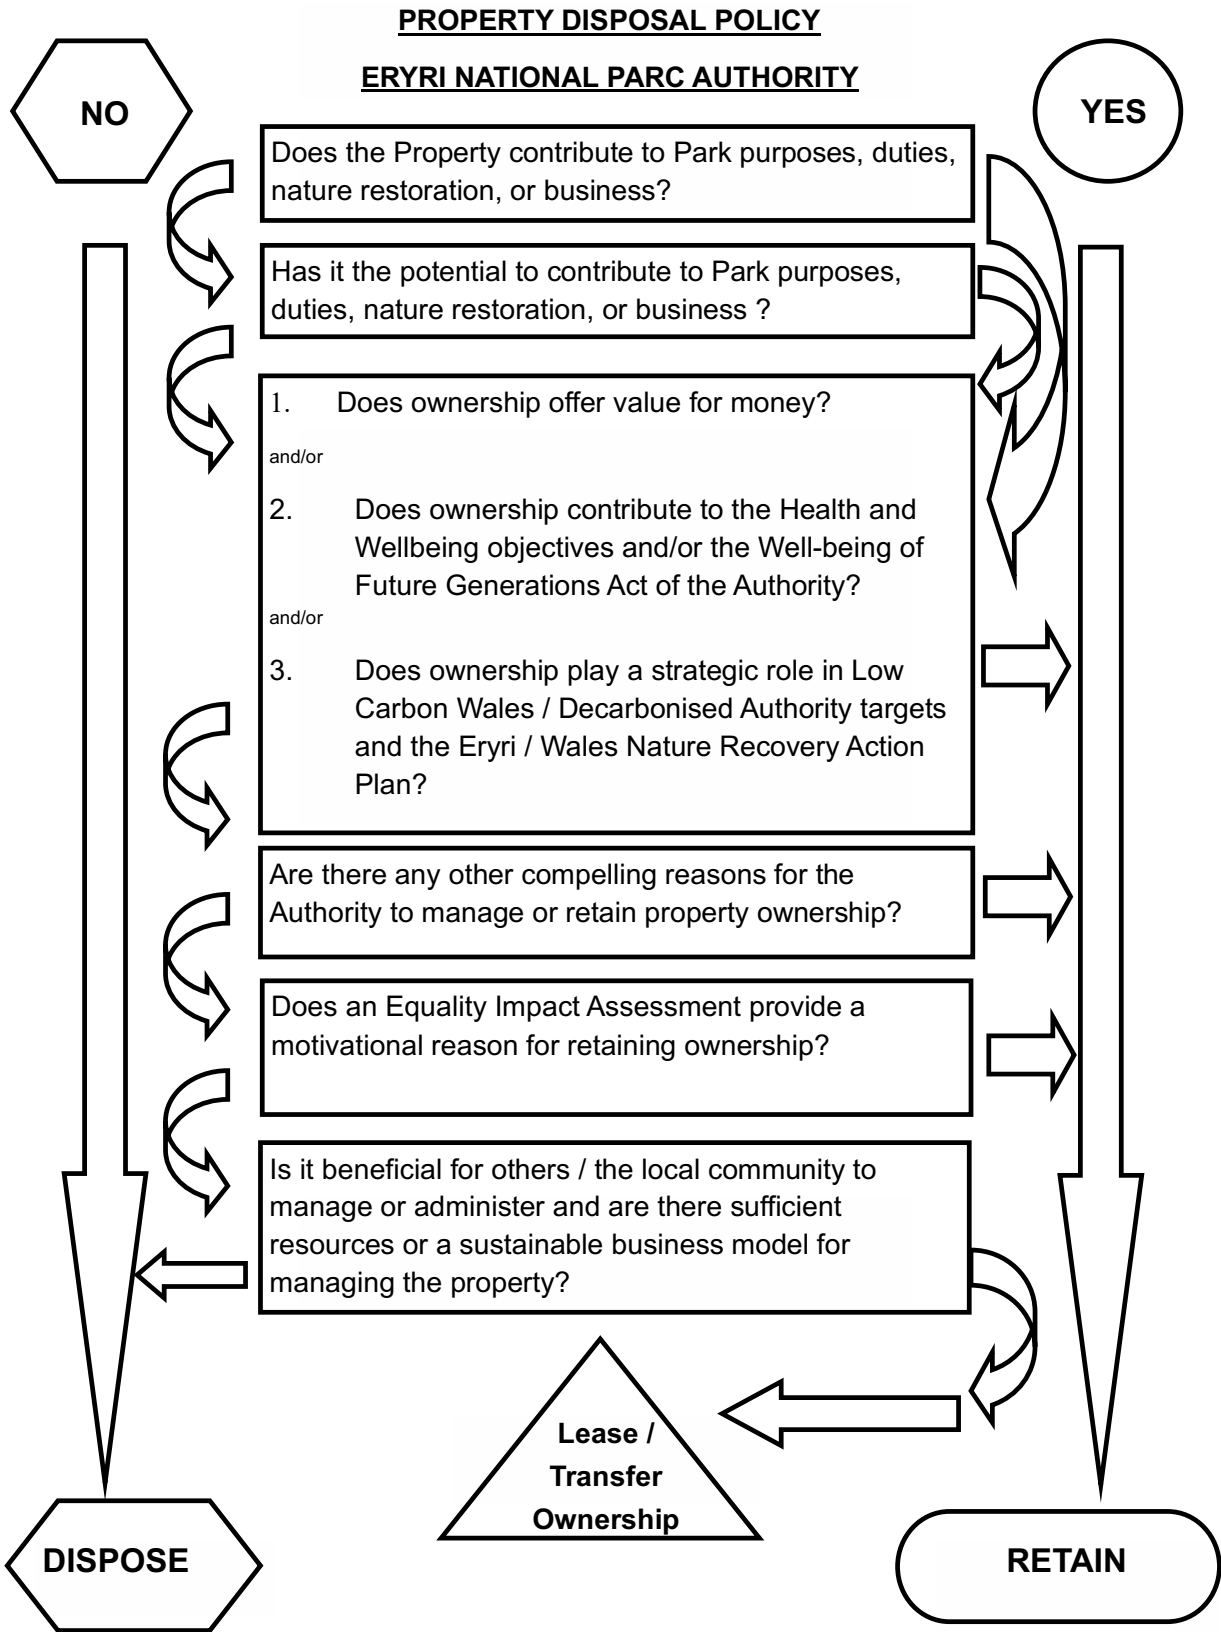 PROPERTY DISPOSAL POLICY
ERYRI NATIONAL PARC AUTHORITY
NO
YES
Does the Property contribute to Park purposes, duties,
nature restoration, or business?
Has it the potential to contribute to Park purposes,
duties, nature restoration, or business ?
1. Does ownership offer value for money?
and/or
2. Does ownership contribute to the Health and
Wellbeing objectives and/or the Well-being of
Future Generations Act of the Authority?
and/or
3. Does ownership play a strategic role in Low
Carbon Wales / Decarbonised Authority targets
and the Eryri / Wales Nature Recovery Action
Plan?
Are there any other compelling reasons for the
Authority to manage or retain property ownership?
Does an Equality Impact Assessment provide a
motivational reason for retaining ownership?
Is it beneficial for others / the local community to
manage or administer and are there sufficient
resources or a sustainable business model for
managing the property?
Lease /
Transfer
Ownership
DISPOSE
RETAIN